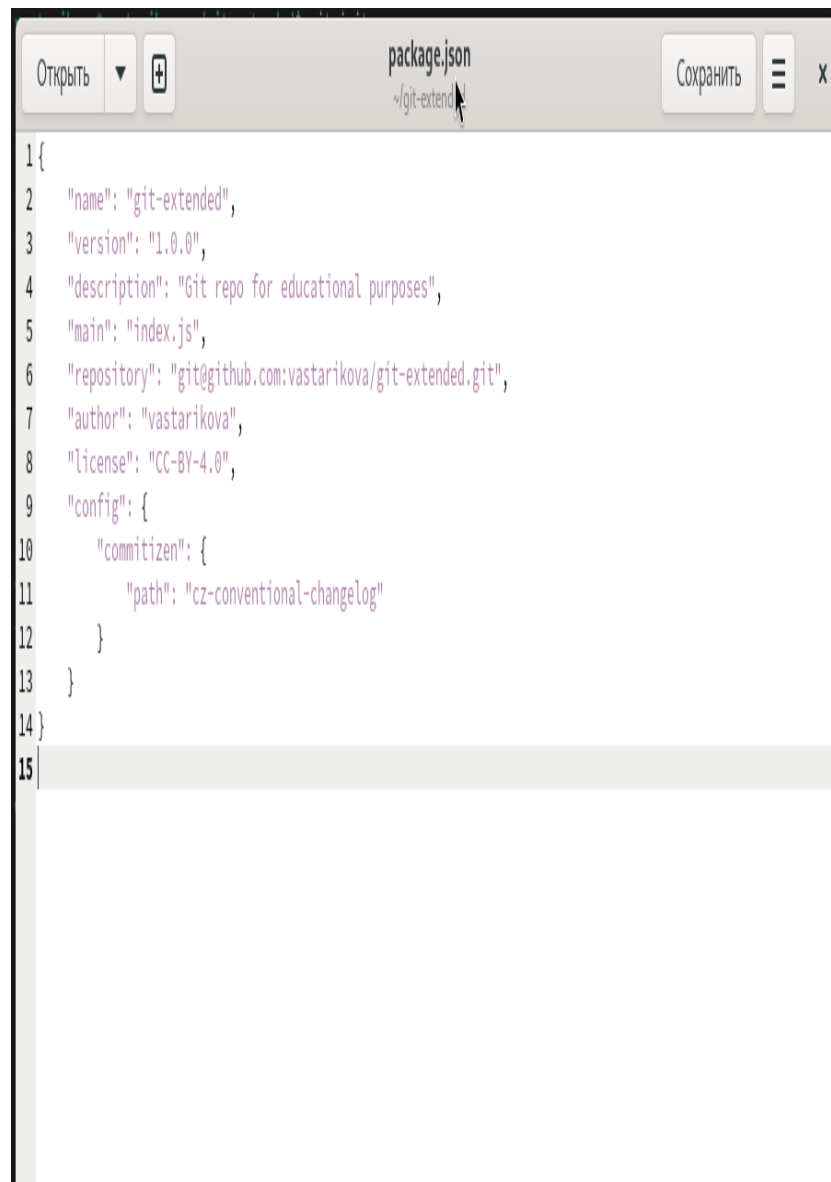 Открыть
package.json
~/git-extended
Сохранить
1 {
2 "name": "git-extended",
3 "version": "1.0.0",
4 "description": "Git repo for educational purposes",
5 "main": "index.js",
6 "repository": "git@github.com:vastarikova/git-extended.git",
7 "author": "vastarikova",
8 "license": "CC-BY-4.0",
9 "config": {
10 "commitizen": {
11 "path": "cz-conventional-changelog"
12 }
13 }
14 }
15